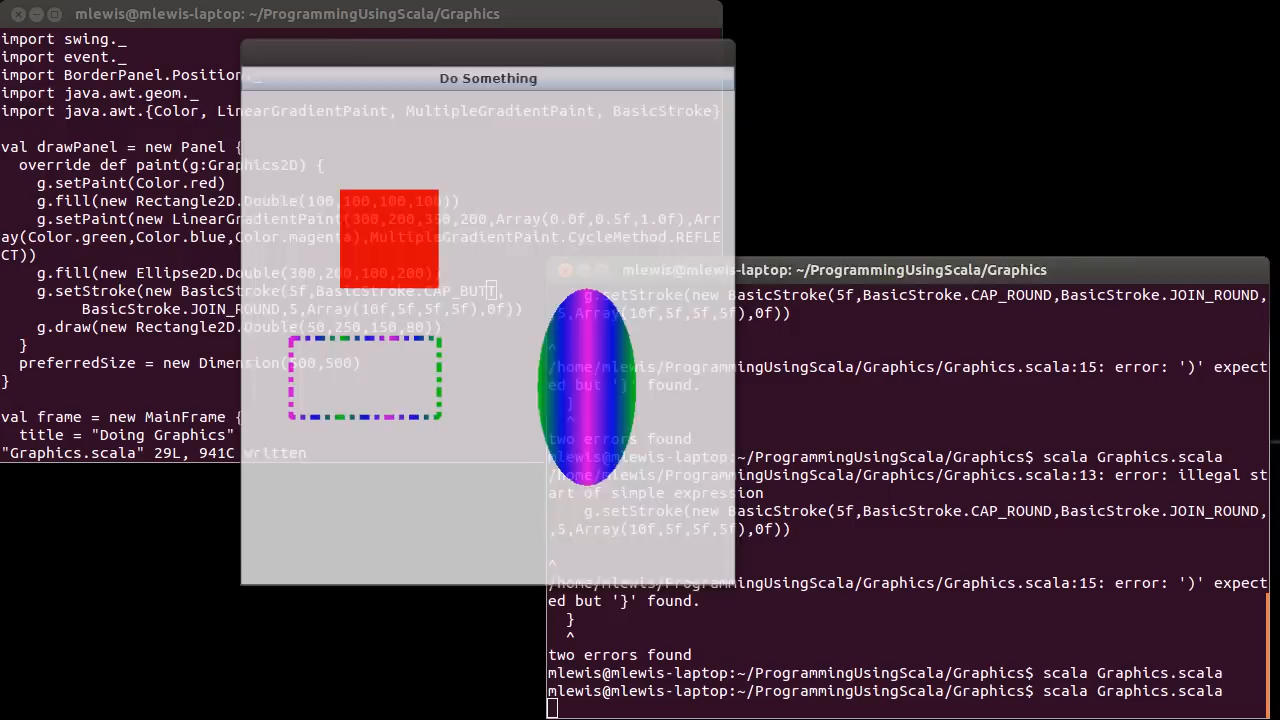 mlewis@mlewis-laptop: ~/ProgrammingUsingScala/Graphics
import swing._
import event._
import BorderPanel.Position._
import java.awt.geom._
import java.awt.{Color, LinearGradientPaint, MultipleGradientPaint, BasicStroke}
val drawPanel = new Panel {
override def paint(g:Graphics2D) {
g.setPaint(Color.red)
g.fill(new Rectangle2D.Double(100,100,100,100))
g.setPaint(new LinearGradientPaint(300,200,350,200,Array(0.0f,0.5f,1.0f),Arr
ay(Color.green,Color.blue,Color.magenta),MultipleGradientPaint.CycleMethod.REFLE
CT))
g.fill(new Ellipse2D.Double(300,200,100,200))
g.setStroke(new BasicStroke(5f,BasicStroke.CAP_BUTT,
BasicStroke.JOIN_ROUND,5,Array(10f,5f,5f,5f),0f))
g.draw(new Rectangle2D.Double(50,250,150,80))
}
preferredSize = new Dimension(500,500)
}
val frame = new MainFrame {
title = "Doing Graphics"
"Graphics.scala" 29L, 941C written
Do Something
mlewis@mlewis-laptop: ~/ProgrammingUsingScala/Graphics
g.setStroke(new BasicStroke(5f,BasicStroke.CAP_ROUND,BasicStroke.JOIN_ROUND,
,5,Array(10f,5f,5f,5f),0f))
^
/home/mlewis/ProgrammingUsingScala/Graphics/Graphics.scala:15: error: ')' expect
ed but '}' found.
}
^
two errors found
mlewis@mlewis-laptop:~/ProgrammingUsingScala/Graphics$ scala Graphics.scala
/home/mlewis/ProgrammingUsingScala/Graphics/Graphics.scala:13: error: illegal st
art of simple expression
g.setStroke(new BasicStroke(5f,BasicStroke.CAP_ROUND,BasicStroke.JOIN_ROUND,
,5,Array(10f,5f,5f,5f),0f))
^
/home/mlewis/ProgrammingUsingScala/Graphics/Graphics.scala:15: error: ')' expect
ed but '}' found.
}
^
two errors found
mlewis@mlewis-laptop:~/ProgrammingUsingScala/Graphics$ scala Graphics.scala
mlewis@mlewis-laptop:~/ProgrammingUsingScala/Graphics$ scala Graphics.scala